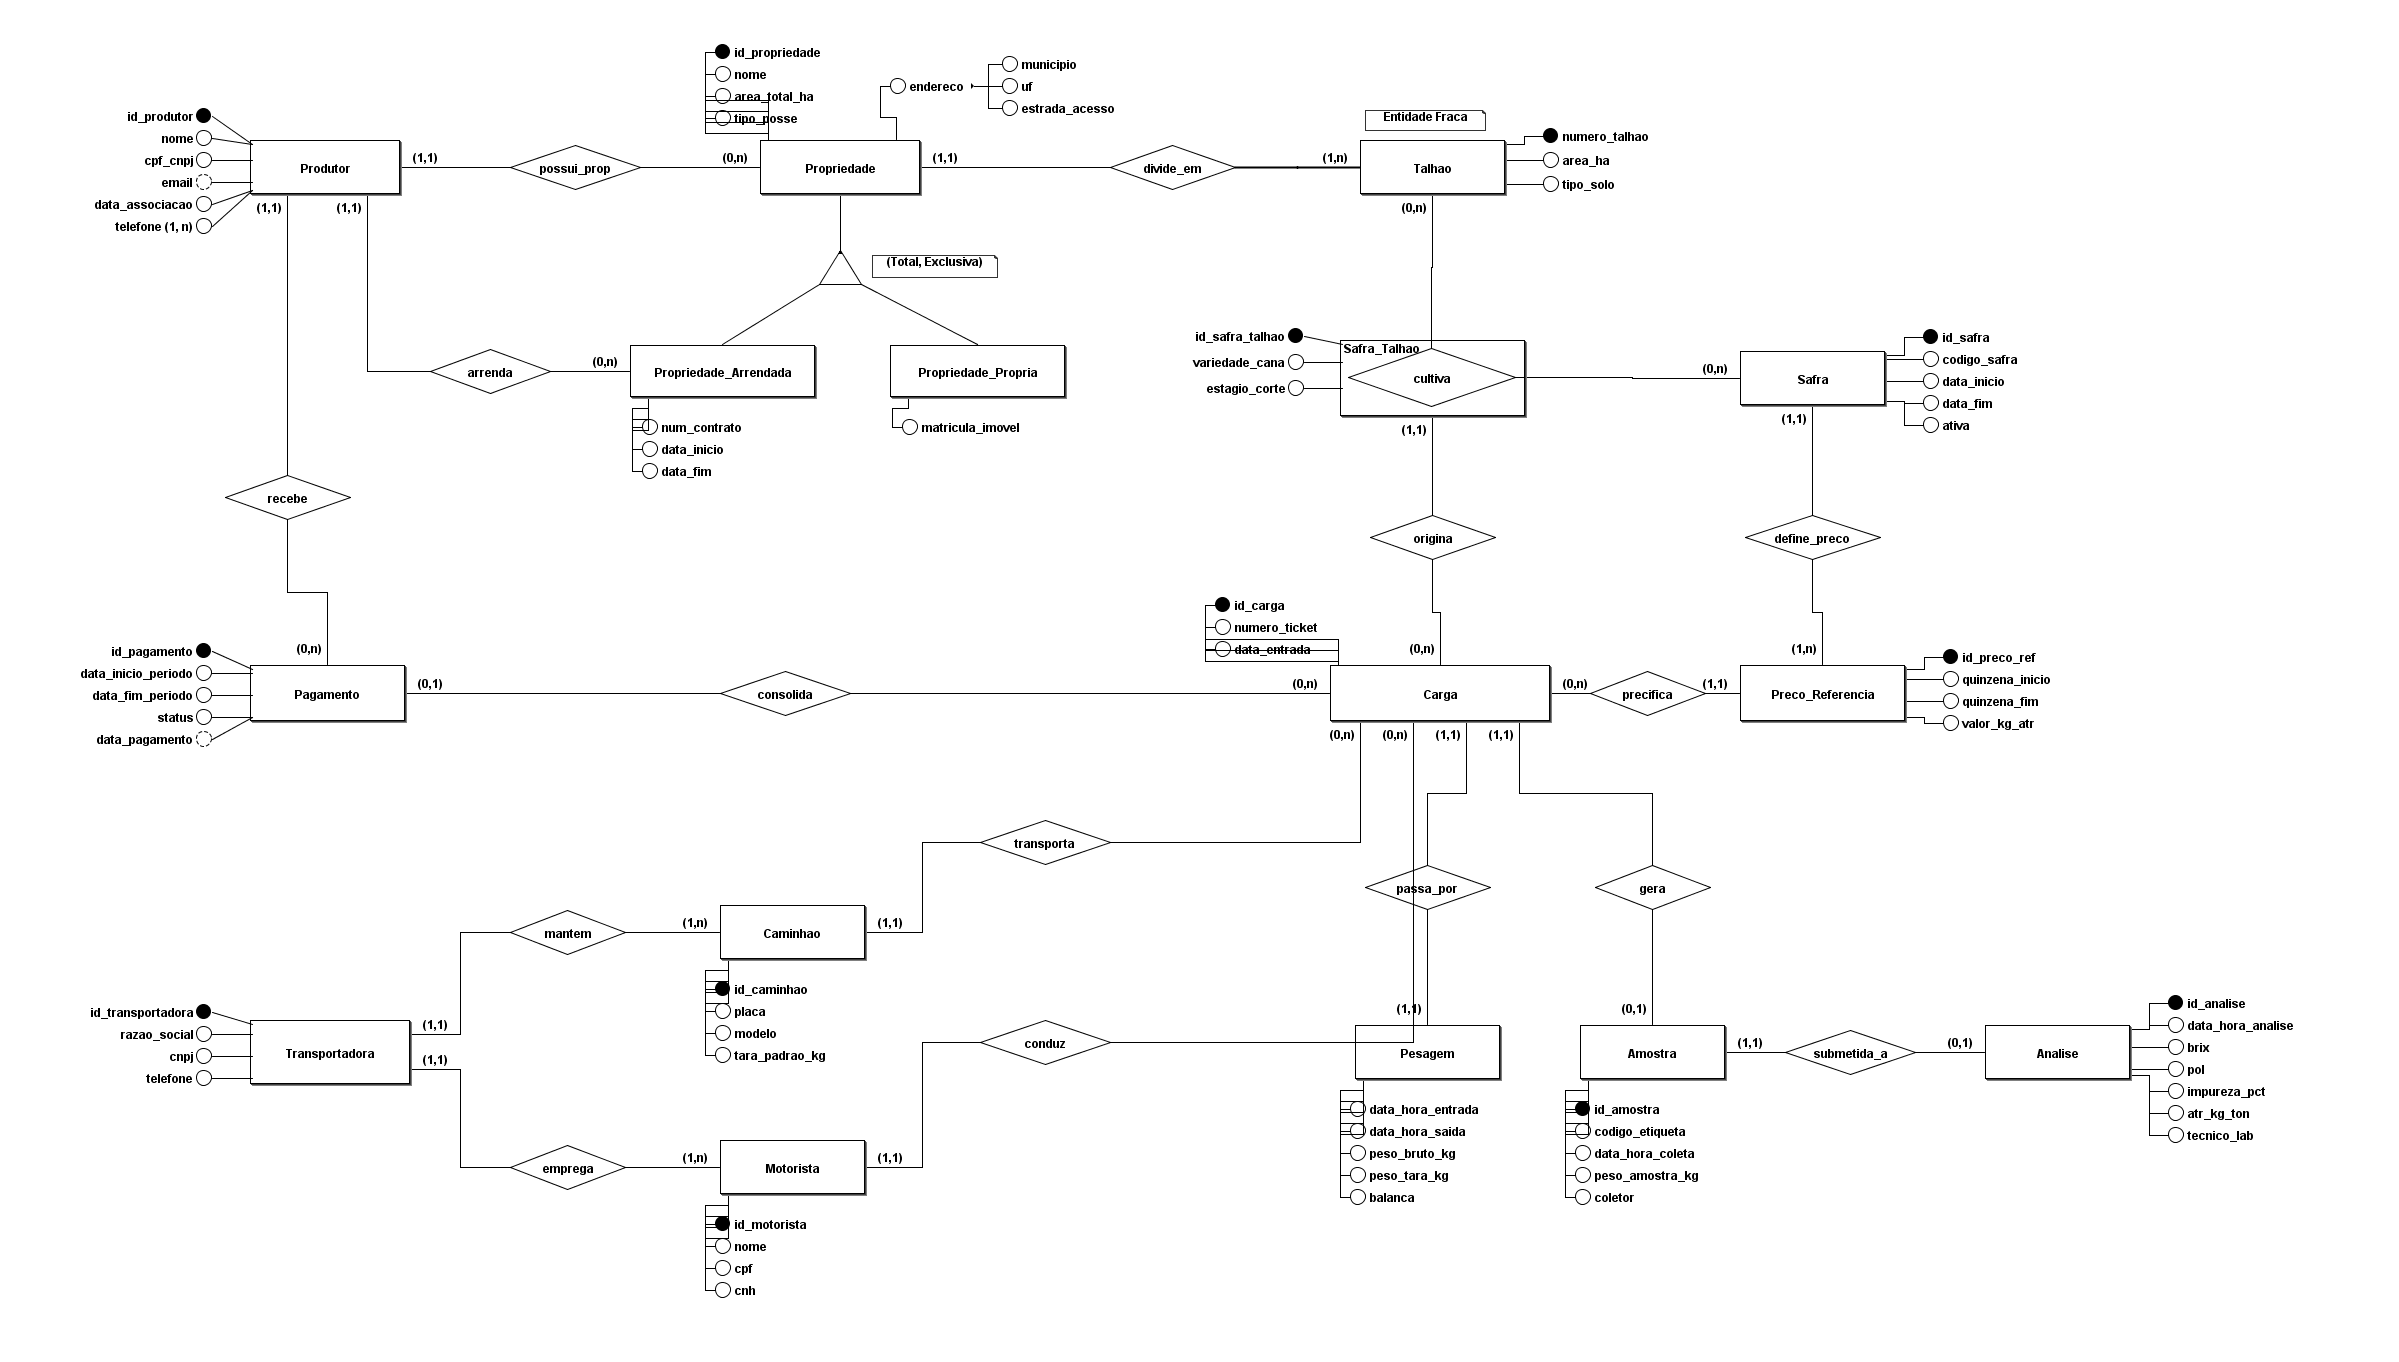 id_propriedade
nome
area_total_ha
tipo_posse
endereco
municipio
uf
estrada_acesso
id_produtor
nome
cpf_cnpj
email
data_associacao
telefone (1, n)
Produtor
(1,1)
possui_prop
(0,n)
Propriedade
(1,1)
divide_em
(1,n)
Entidade Fraca
Talhao
numero_talhao
area_ha
tipo_solo
(1,1)
(1,1)
(0,n)
(Total, Exclusiva)
arrenda
(0,n)
Propriedade_Arrendada
num_contrato
data_inicio
data_fim
Propriedade_Propria
matricula_imovel
id_safra_talhao
variedade_cana
estagio_corte
Safra_Talhao
cultiva
(0,n)
Safra
id_safra
codigo_safra
data_inicio
data_fim
ativa
(1,1)
(1,1)
recebe
origina
define_preco
id_carga
numero_ticket
data_entrada
(0,n)
(0,n)
(1,n)
id_pagamento
data_inicio_periodo
data_fim_periodo
status
data_pagamento
Pagamento
(0,1)
consolida
(0,n)
Carga
(0,n)
precifica
(1,1)
Preco_Referencia
id_preco_ref
quinzena_inicio
quinzena_fim
valor_kg_atr
(0,n)
(0,n)
(1,1)
(1,1)
transporta
passa_por
gera
mantem
(1,n)
Caminhao
(1,1)
id_caminhao
placa
modelo
tara_padrao_kg
id_transportadora
razao_social
cnpj
telefone
Transportadora
(1,1)
(1,1)
conduz
(1,1)
Pesagem
data_hora_entrada
data_hora_saida
peso_bruto_kg
peso_tara_kg
balanca
(0,1)
Amostra
id_amostra
codigo_etiqueta
data_hora_coleta
peso_amostra_kg
coletor
(1,1)
submetida_a
(0,1)
Analise
id_analise
data_hora_analise
brix
pol
impureza_pct
atr_kg_ton
tecnico_lab
emprega
(1,n)
Motorista
(1,1)
id_motorista
nome
cpf
cnh